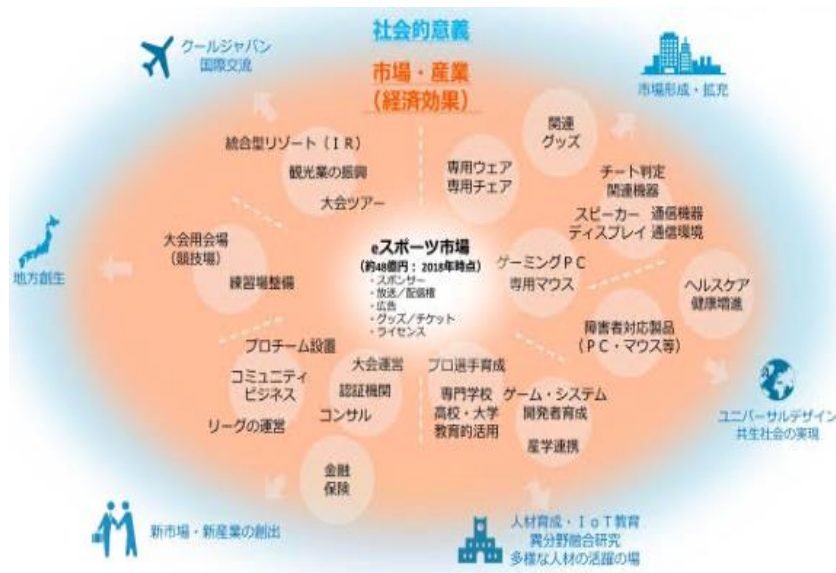 社会的意義
市場・産業
（経済効果）
クールジャパン
国際交流
市場形成・拡充
統合型リゾート（ＩＲ）
観光業の振興
大会ツアー
専用ウェア
専用チェア
関連
グッズ
チート判定
関連機器
スピーカー　通信機器
ディスプレイ　通信環境
地方創生
大会用会場
（競技場）
練習場整備
eスポーツ市場
（約48億円：2018年時点）
・スポンサー
・放送／配信権
・広告
・グッズ／チケット
・ライセンス
ゲーミングＰＣ
専用マウス
ヘルスケア
健康増進
障害者対応製品
（ＰＣ・マウス等）
プロチーム設置
コミュニティ
ビジネス
リーグの運営
大会運営
認証機関
コンサル
プロ選手育成
専門学校
高校・大学
教育的活用
ゲーム・システム
開発者育成
産学連携
ユニバーサルデザイン
共生社会の実現
金融
保険
新市場・新産業の創出
人材育成・ＩｏＴ教育
異分野融合研究
多様な人材の活躍の場